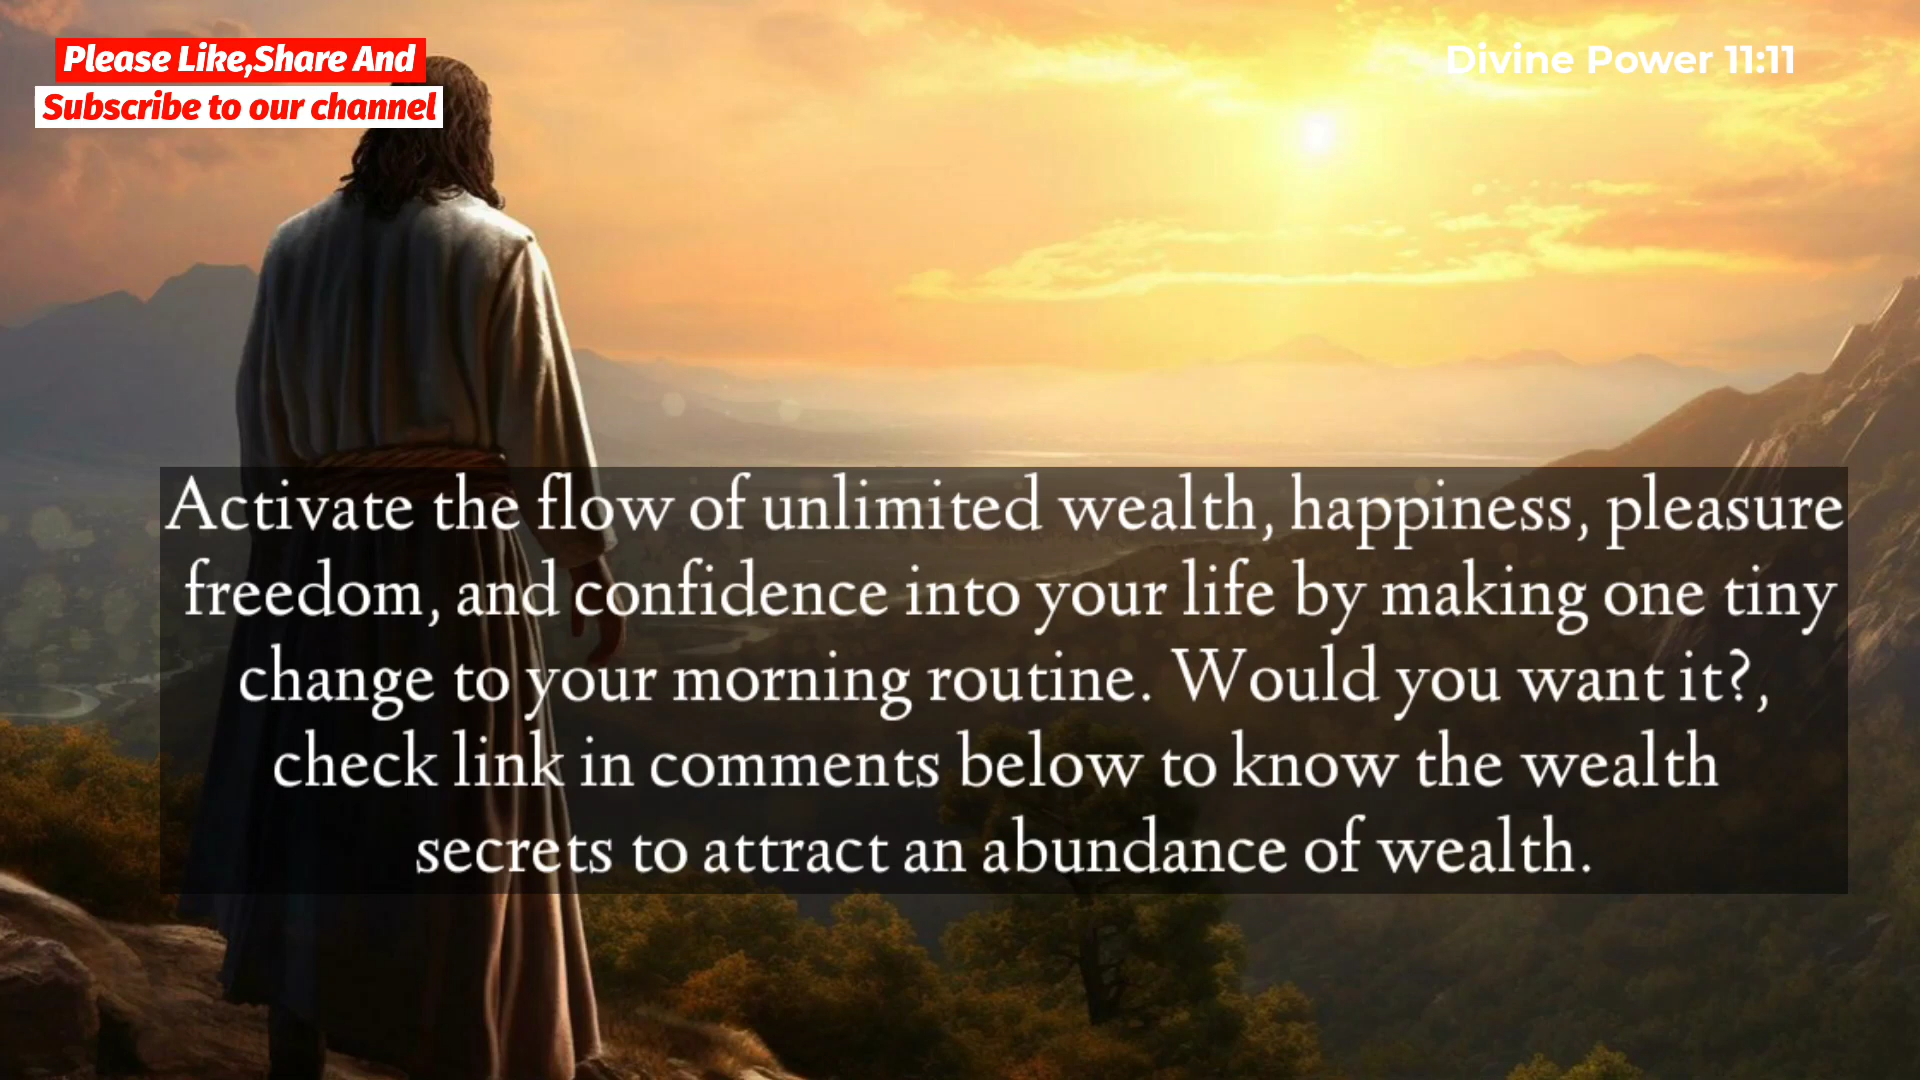 Please Like,Share And
Subscribe to our channel
Divine Power 11:11
Activate the flow of unlimited wealth, happiness, pleasure
freedom, and confidence into your life by making one tiny
change to your morning routine. Would you want it?,
check link in comments below to know the wealth
secrets to attract an abundance of wealth.